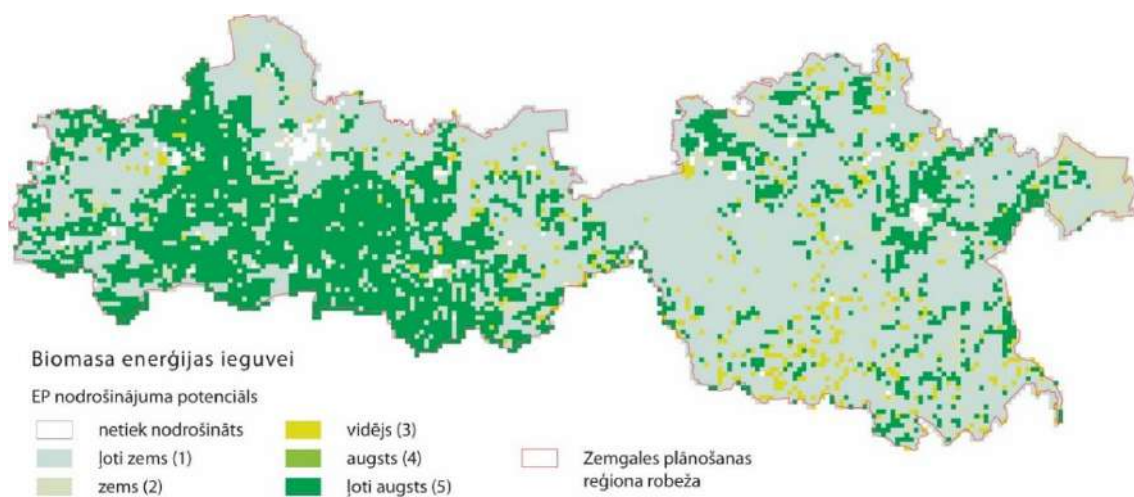 Biomasa enerģijas ieguvei
EP nodrošinājuma potenciāls
netiek nodrošināts
ļoti zems (1)
zems (2)
vidējs (3)
augsts (4)
ļoti augsts (5)
Zemgales plānošanas
reģiona robeža